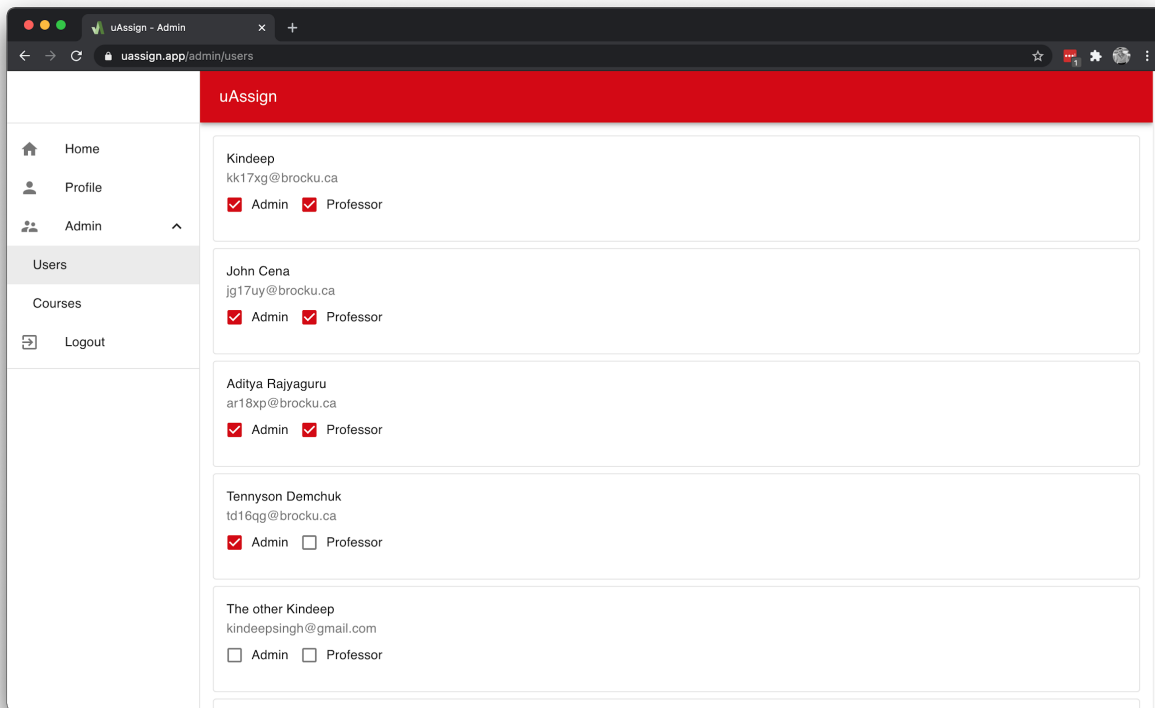 uAssign - Admin
uassign.app/admin/users
1
uAssign
Home
Profile
Admin
Users
Courses
Logout
Kindeep
kk17xg@brocku.ca
Admin Professor
John Cena
jg17uy@brocku.ca
Admin Professor
Aditya Rajyaguru
ar18xp@brocku.ca
Admin Professor
Tennyson Demchuk
td16qg@brocku.ca
Admin Professor
The other Kindeep
kindeepsingh@gmail.com
Admin Professor